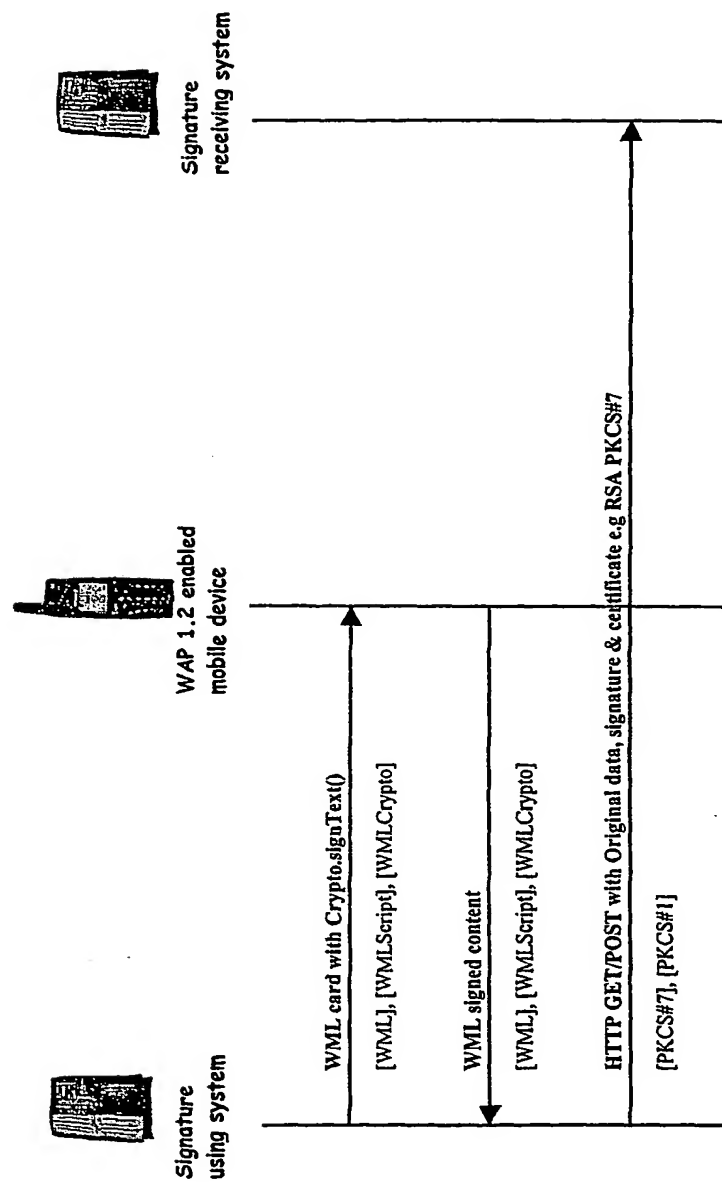 Signature
using system
WAP 1.2 enabled
mobile device
Signature
receiving system
WML card with Crypto.signText()
[WML], [WMLScript], [WMLCrypto]
WML signed content
[WML], [WMLScript], [WMLCrypto]
HTTP GET/POST with Original data, signature & certificate e.g RSA PKCS#7
[PKCS#7], [PKCS#1]